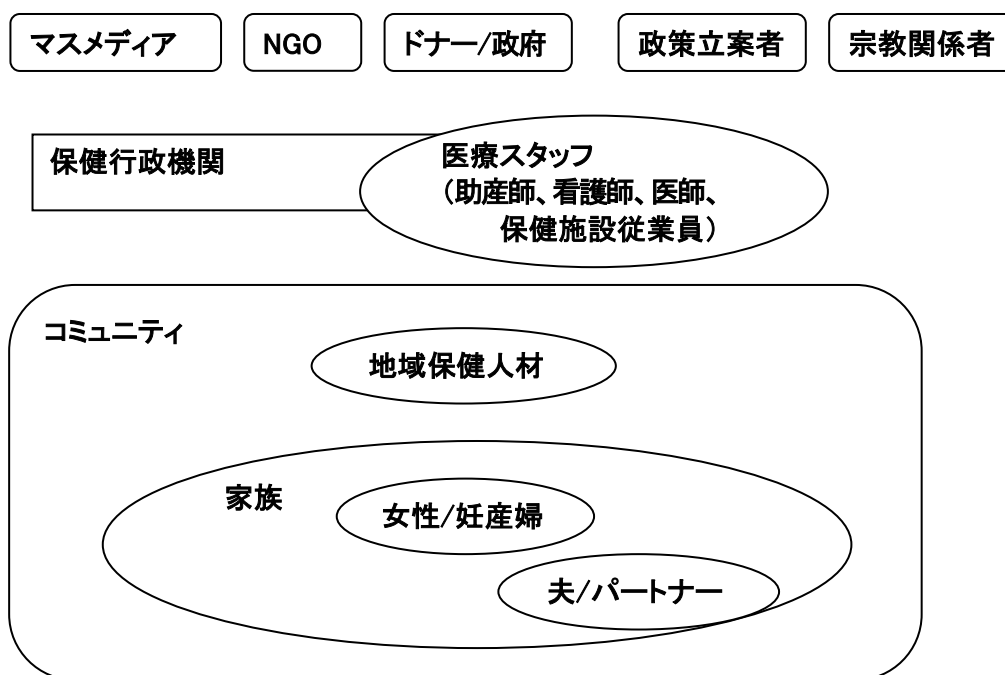 マスメディア
NGO
ドナー/政府
政策立案者
宗教関係者
保健行政機関
医療スタッフ
（助産師、看護師、医師、
保健施設従業員）
コミュニティ
地域保健人材
家族
女性/妊産婦
夫/パートナー